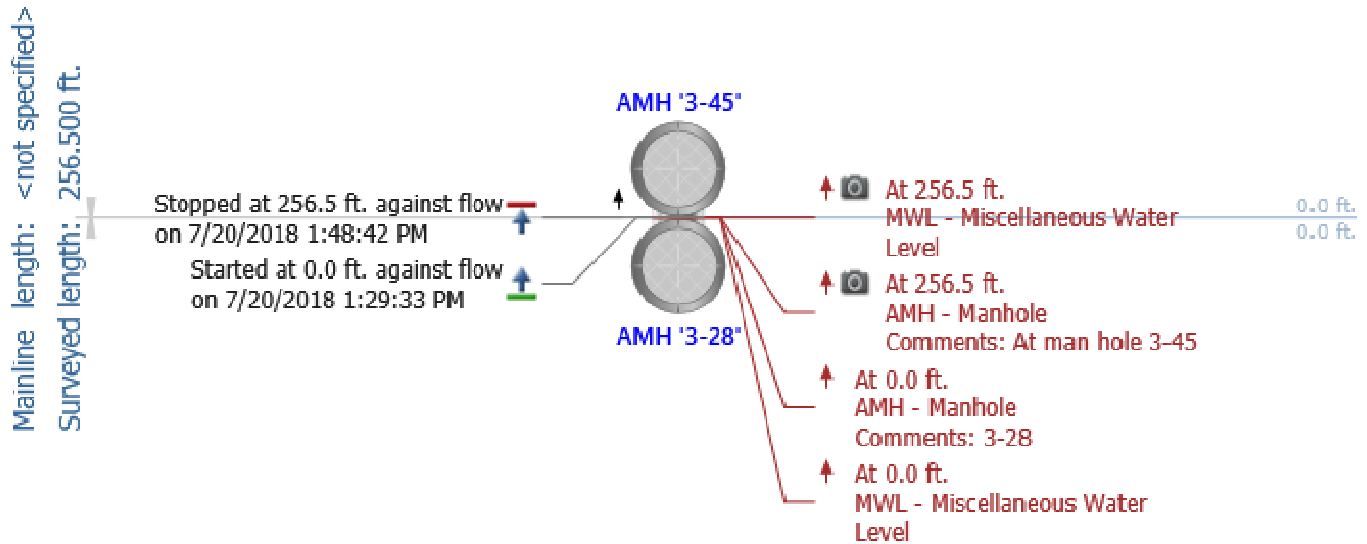 Mainline length: <not specified>
Surveyed length: 256.500 ft.
AMH '3-45'
Stopped at 256.5 ft. against flow
on 7/20/2018 1:48:42 PM
Started at 0.0 ft. against flow
on 7/20/2018 1:29:33 PM
AMH '3-28'
At 256.5 ft.
MWL - Miscellaneous Water
Level
At 256.5 ft.
AMH - Manhole
Comments: At man hole 3-45
At 0.0 ft.
AMH - Manhole
Comments: 3-28
At 0.0 ft.
MWL - Miscellaneous Water
Level
0.0 ft.
0.0 ft.